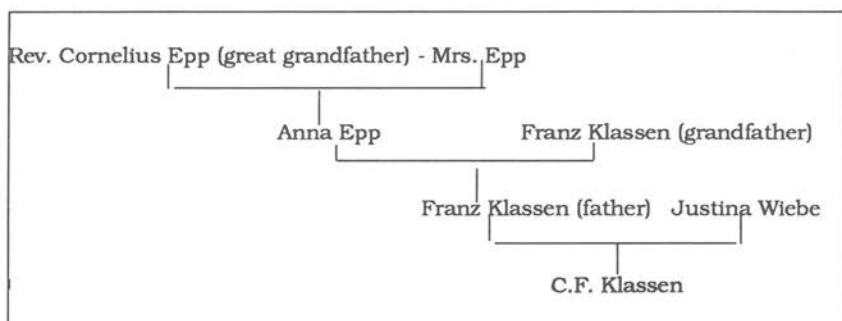 Rev. Cornelius Epp (great grandfather) - Mrs. Epp
Anna Epp Franz Klassen (grandfather)
Franz Klassen (father) Justina Wiebe
C.F. Klassen